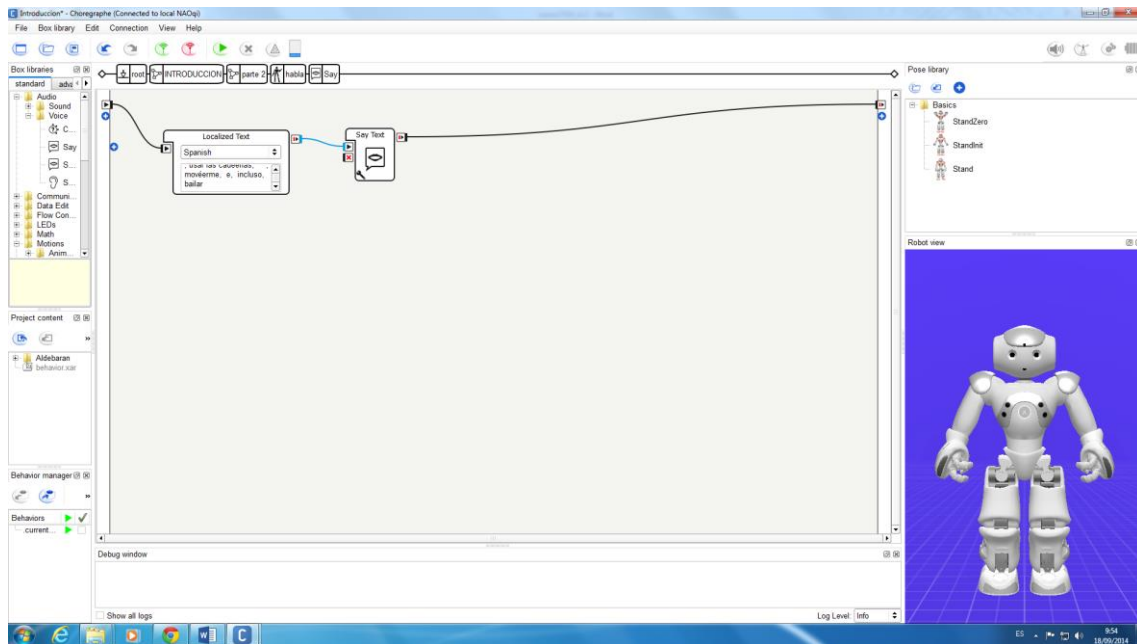 Introduccion* - Choregraphe (Connected to local NAOqi)
File Box library Edit Connection View Help
Box libraries
standard adva
Audio
Sound
Voice
C...
Say
S...
S...
Communi...
Data Edit
Flow Con...
LEDs
Math
Motions
Anim...
root INTRODUCCION parte 2 habla Say
Localized Text
Spanish
movérme, e, incluso,
bailar
Say Text
Pose library
Basics
StandZero
StandInit
Stand
Robot view
Project content
Aldebaran
behavior.xar
Behavior manager
Behaviors
current...
Debug window
Show all logs
Log Level: Info
ES
9:54
18/09/2014